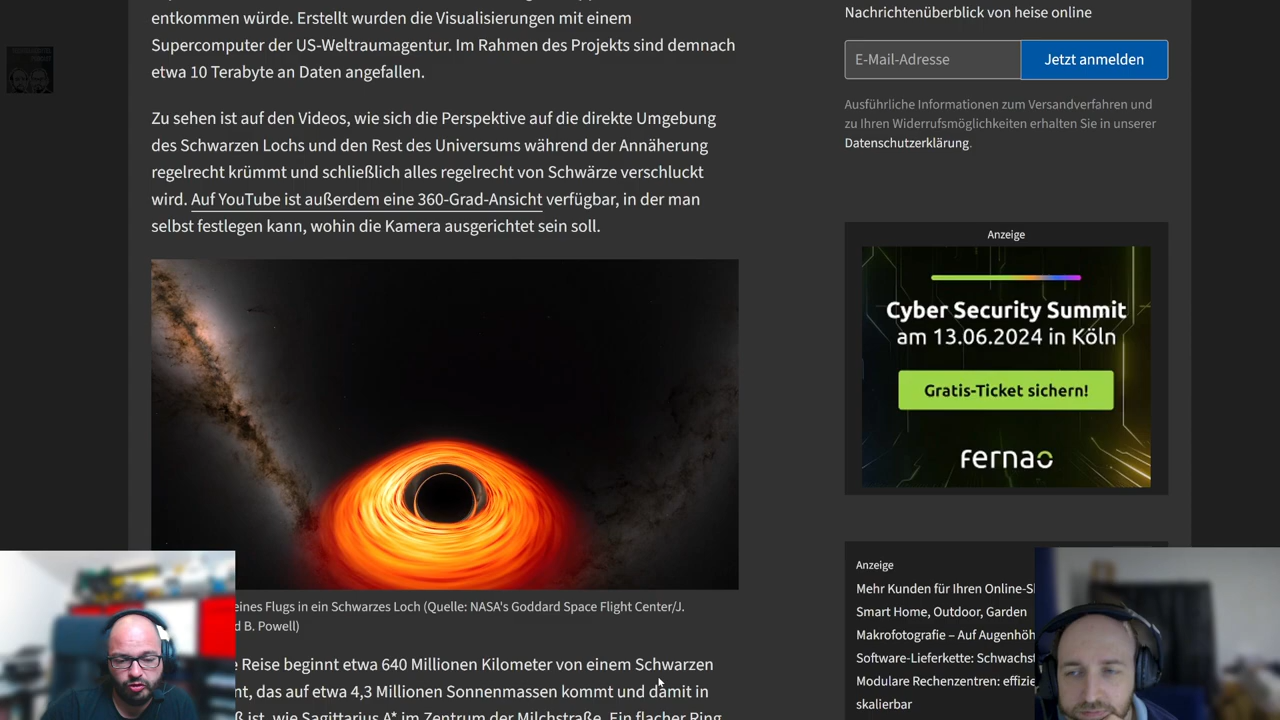 entkommen würde. Erstellt wurden die Visualisierungen mit einem
Supercomputer der US-Weltraumagentur. Im Rahmen des Projekts sind demnach
etwa 10 Terabyte an Daten angefallen.
Zu sehen ist auf den Videos, wie sich die Perspektive auf die direkte Umgebung
des Schwarzen Lochs und den Rest des Universums während der Annäherung
regelrecht krümmt und schließlich alles regelrecht von Schwärze verschluckt
wird. Auf YouTube ist außerdem eine 360-Grad-Ansicht verfügbar, in der man
selbst festlegen kann, wohin die Kamera ausgerichtet sein soll.
eines Flugs in ein Schwarzes Loch (Quelle: NASA's Goddard Space Flight Center/J.
d B. Powell)
Reise beginnt etwa 640 Millionen Kilometer von einem Schwarzen
nt, das auf etwa 4,3 Millionen Sonnenmassen kommt und damit in
ist, wie Sagittarius A* im Zentrum der Milchstraße. Ein flacher Ring
Nachrichtenüberblick von heise online
E-Mail-Adresse
Jetzt anmelden
Ausführliche Informationen zum Versandverfahren und
zu Ihren Widerrufsmöglichkeiten erhalten Sie in unserer
Datenschutzerklärung.
Anzeige
Cyber Security Summit
am 13.06.2024 in Köln
Gratis-Ticket sichern!
fernao
Anzeige
Mehr Kunden für Ihren Online-S
Smart Home, Outdoor, Garden
Makrofotografie – Auf Augenhöh
Software-Lieferkette: Schwachst
Modulare Rechenzentren: effizie
skalierbar